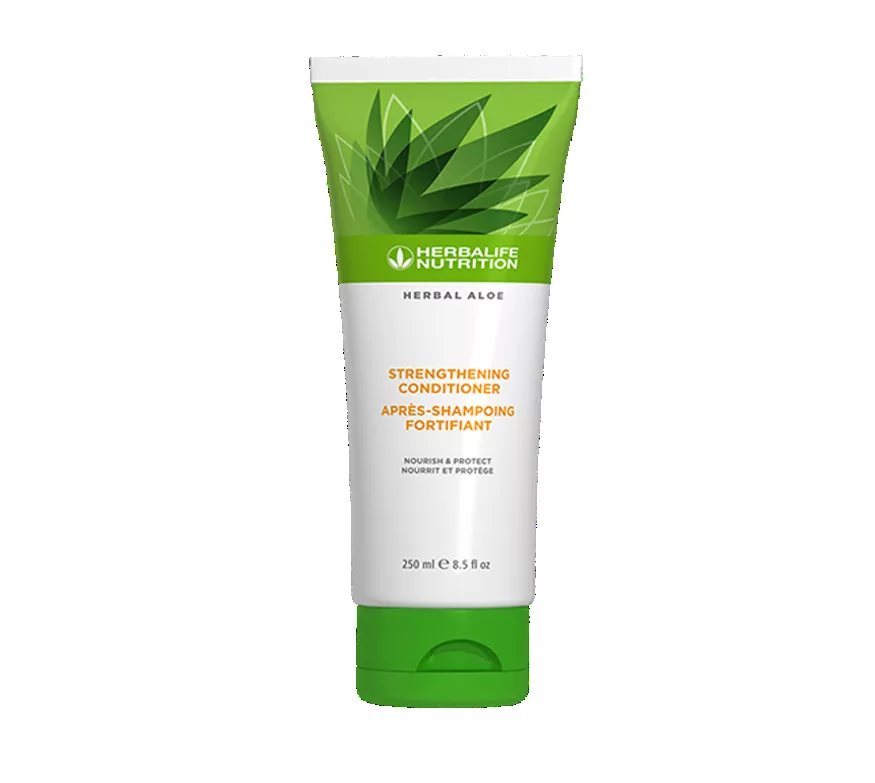 HERBALIFE
NUTRITION
HERBAL ALOE
STRENGTHENING
CONDITIONER
APRÈS-SHAMPOING
FORTIFIANT
NOURISH & PROTECT
NOURRIT ET PROTÈGE
250 ml ℮ 8.5 fl oz